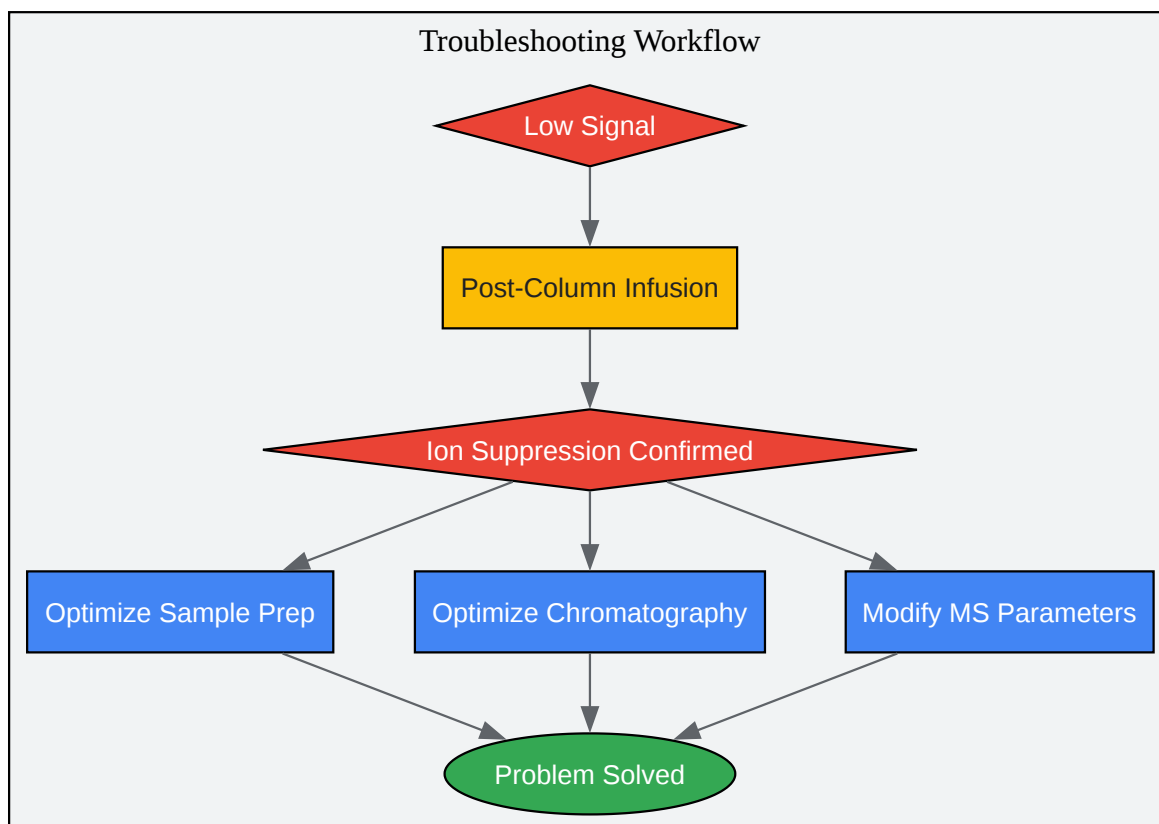 Troubleshooting Workflow
Low Signal
Post-Column Infusion
Ion Suppression Confirmed
Optimize Sample Prep
Optimize Chromatography
Modify MS Parameters
Problem Solved